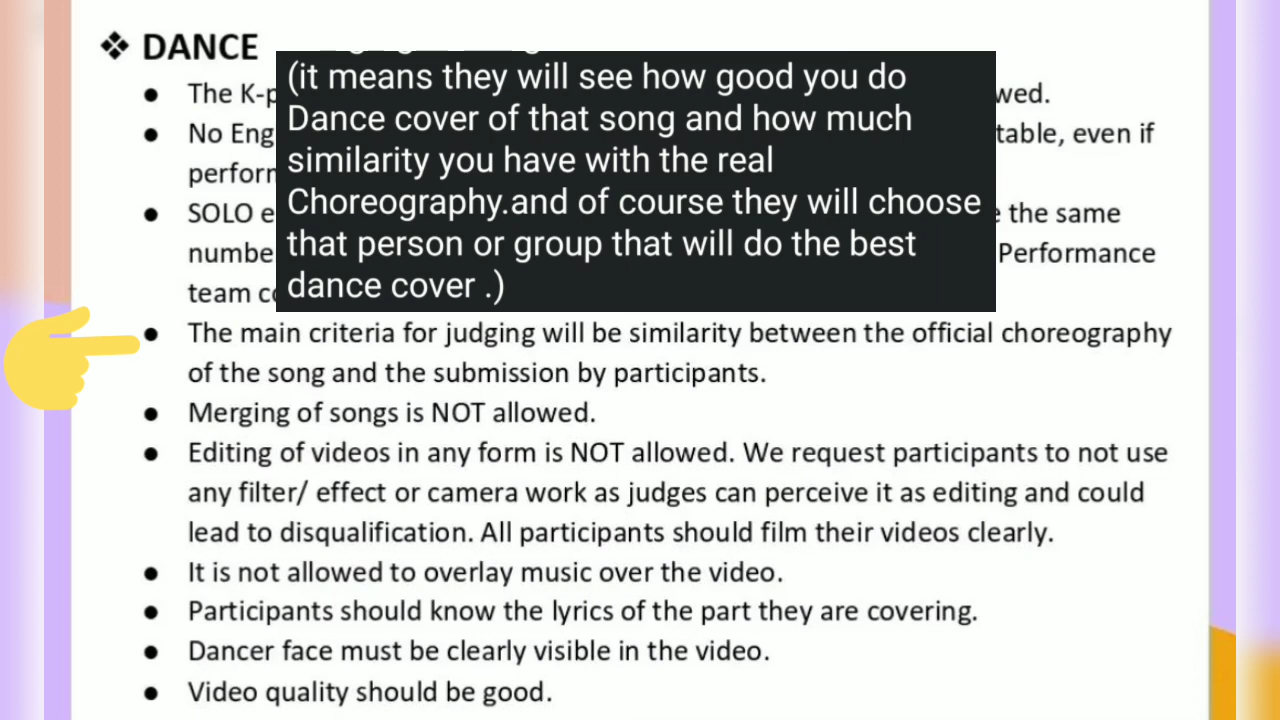 ❖ DANCE
(it means they will see how good you do
Dance cover of that song and how much
similarity you have with the real
Choreography.and of course they will choose
that person or group that will do the best
dance cover .)
● The
● No
table, even if
● SOLO
the same
Performance
team
● The main criteria for judging will be similarity between the official choreography
of the song and the submission by participants.
● Merging of songs is NOT allowed.
● Editing of videos in any form is NOT allowed. We request participants to not use
any filter/ effect or camera work as judges can perceive it as editing and could
lead to disqualification. All participants should film their videos clearly.
● It is not allowed to overlay music over the video.
● Participants should know the lyrics of the part they are covering.
● Dancer face must be clearly visible in the video.
● Video quality should be good.